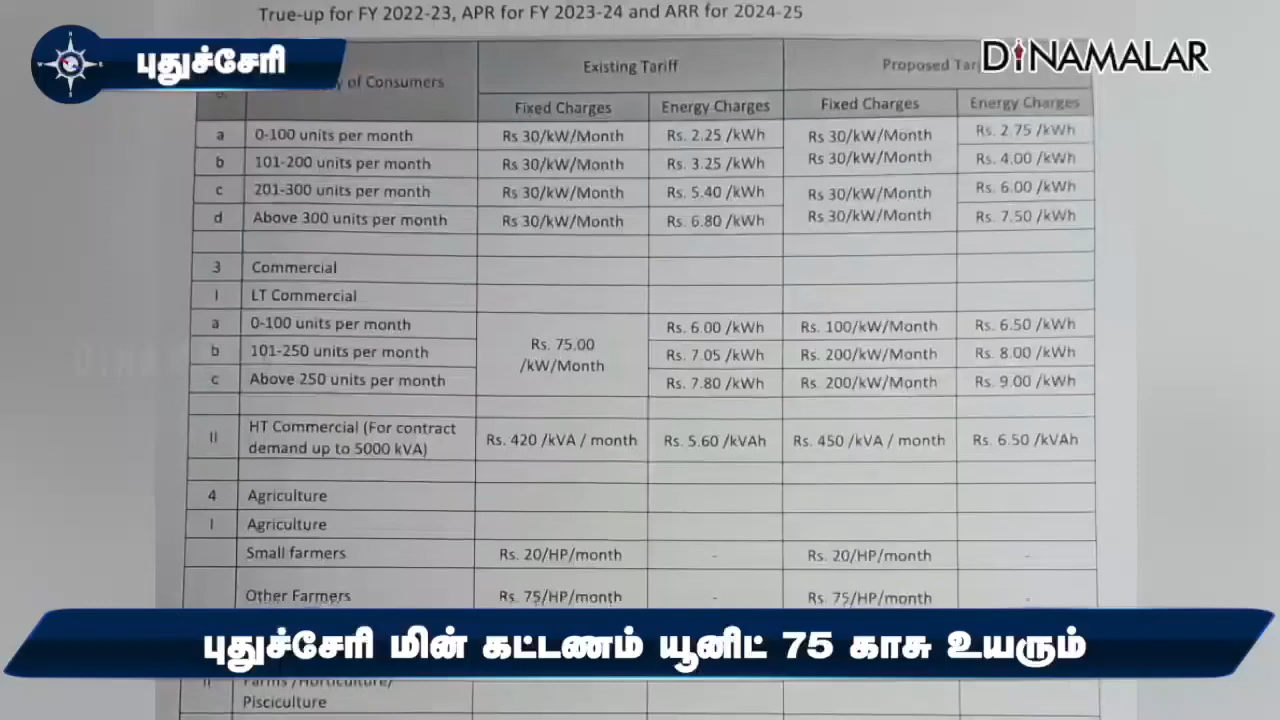 True-up for FY 2022-23, APR for FY 2023-24 and ARR for 2024-25
புதுச்சேரி
DINAMALAR
of Consumers Existing Tariff Proposed
Fixed Charges Energy Charges Fixed Charges Energy Charges
a 0-100 units per month Rs 30/kW/Month Rs. 2.25 /kWh Rs 30/kW/Month Rs. 2.75 /kWh
b 101-200 units per month Rs 30/kW/Month Rs. 3.25 /kWh Rs 30/kW/Month Rs. 4.00 /kWh
c 201-300 units per month Rs 30/kW/Month Rs. 5.40 /kWh Rs 30/kW/Month Rs. 6.00 /kWh
d Above 300 units per month Rs 30/kW/Month Rs. 6.80 /kWh Rs 30/kW/Month Rs. 7.50 /kWh
3 Commercial
I LT Commercial
a 0-100 units per month Rs. 6.00 /kWh Rs. 100/kW/Month Rs. 6.50 /kWh
Rs. 75.00
b 101-250 units per month Rs. 7.05 /kWh Rs. 200/kW/Month Rs. 8.00 /kWh
/kW/Month
c Above 250 units per month Rs. 7.80 /kWh Rs. 200/kW/Month Rs. 9.00 /kWh
HT Commercial (For contract
II Rs. 420 /kVA / month Rs. 5.60 /kVAh Rs. 450 /kVA / month Rs. 6.50 /kVAh
demand up to 5000 kVA)
4 Agriculture
I Agriculture
Small farmers Rs. 20/HP/month - Rs. 20/HP/month -
Other Farmers Rs. 75/HP/month - Rs. 75/HP/month -
புதுச்சேரி மின் கட்டணம் யூனிட் 75 காசு உயரும்
Farms /Horticulture/
Pisciculture